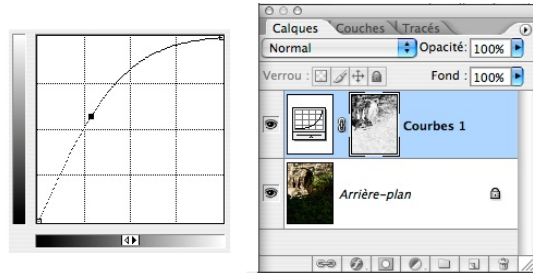 Calques Couches Tracés
Normal Opacité: 100%
Verrou : Fond : 100%
Courbes 1
Arrière-plan